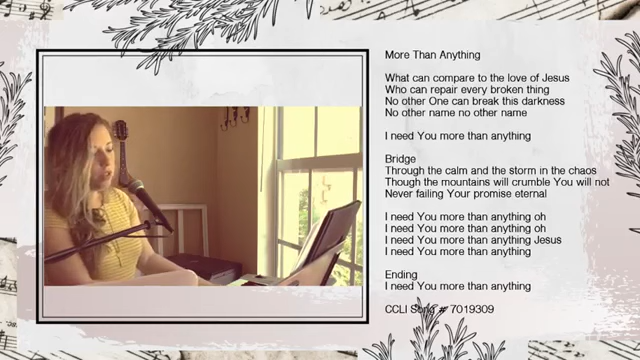 More Than Anything
What can compare to the love of Jesus
Who can repair every broken thing
No other One can break this darkness
No other name no other name
I need You more than anything
Bridge
Through the calm and the storm in the chaos
Though the mountains will crumble You will not
Never failing Your promise eternal
I need You more than anything oh
I need You more than anything oh
I need You more than anything Jesus
I need You more than anything
Ending
I need You more than anything
CCLI Song # 7019309